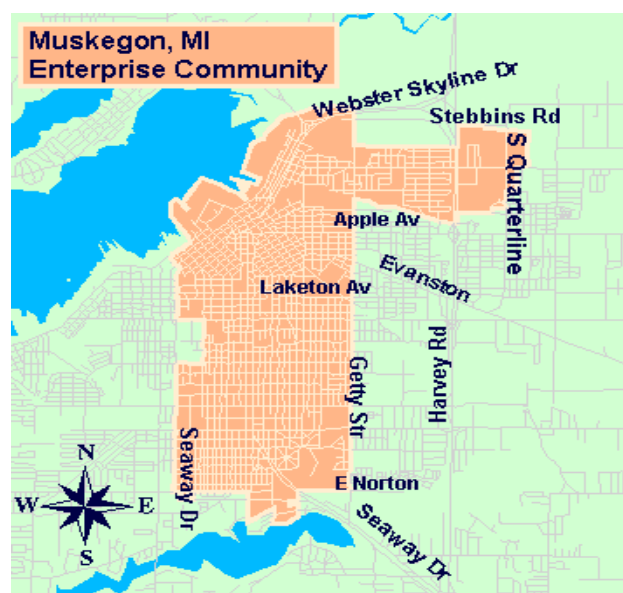 Muskegon, MI
Enterprise Community
Webster Skyline Dr
Stebbins Rd
S Quarterline
Apple Av
Evanston
Laketon Av
Harvey Rd
Getty Str
Seaway Dr
E Norton
Seaway Dr
N
W
E
S